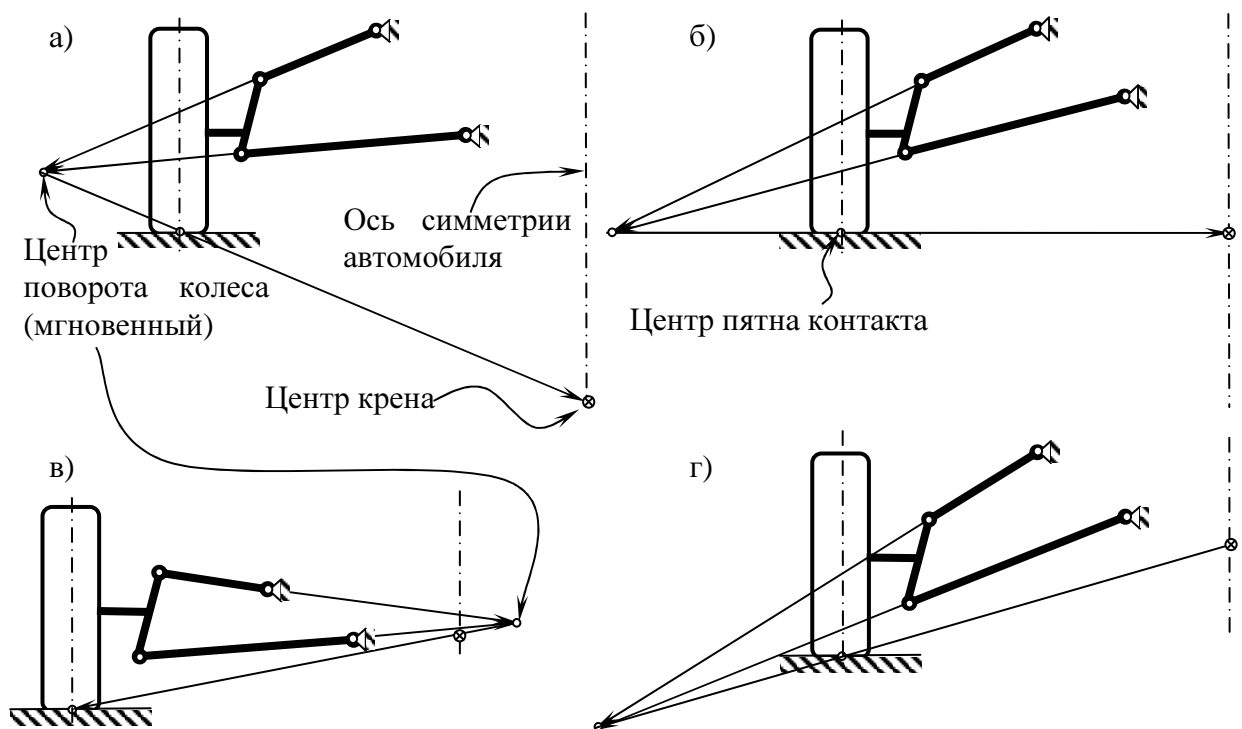 а)
б)
Ось симметрии
автомобиля
Центр
поворота колеса
(мгновенный)
Центр пятна контакта
Центр крена
в)
г)